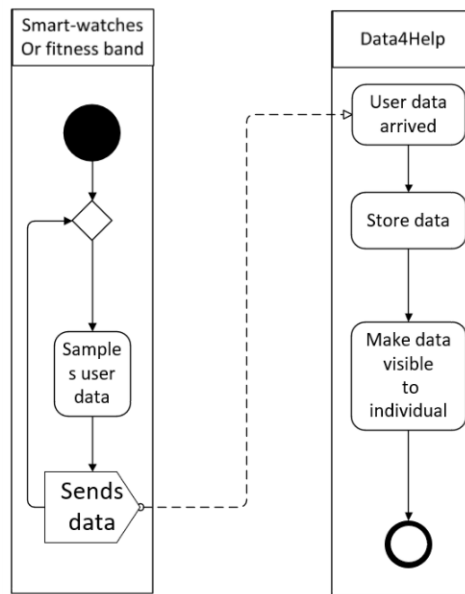 Smart-watches
Or fitness band
Sample
s user
data
Sends
data
Data4Help
User data
arrived
Store data
Make data
visible
to
individual